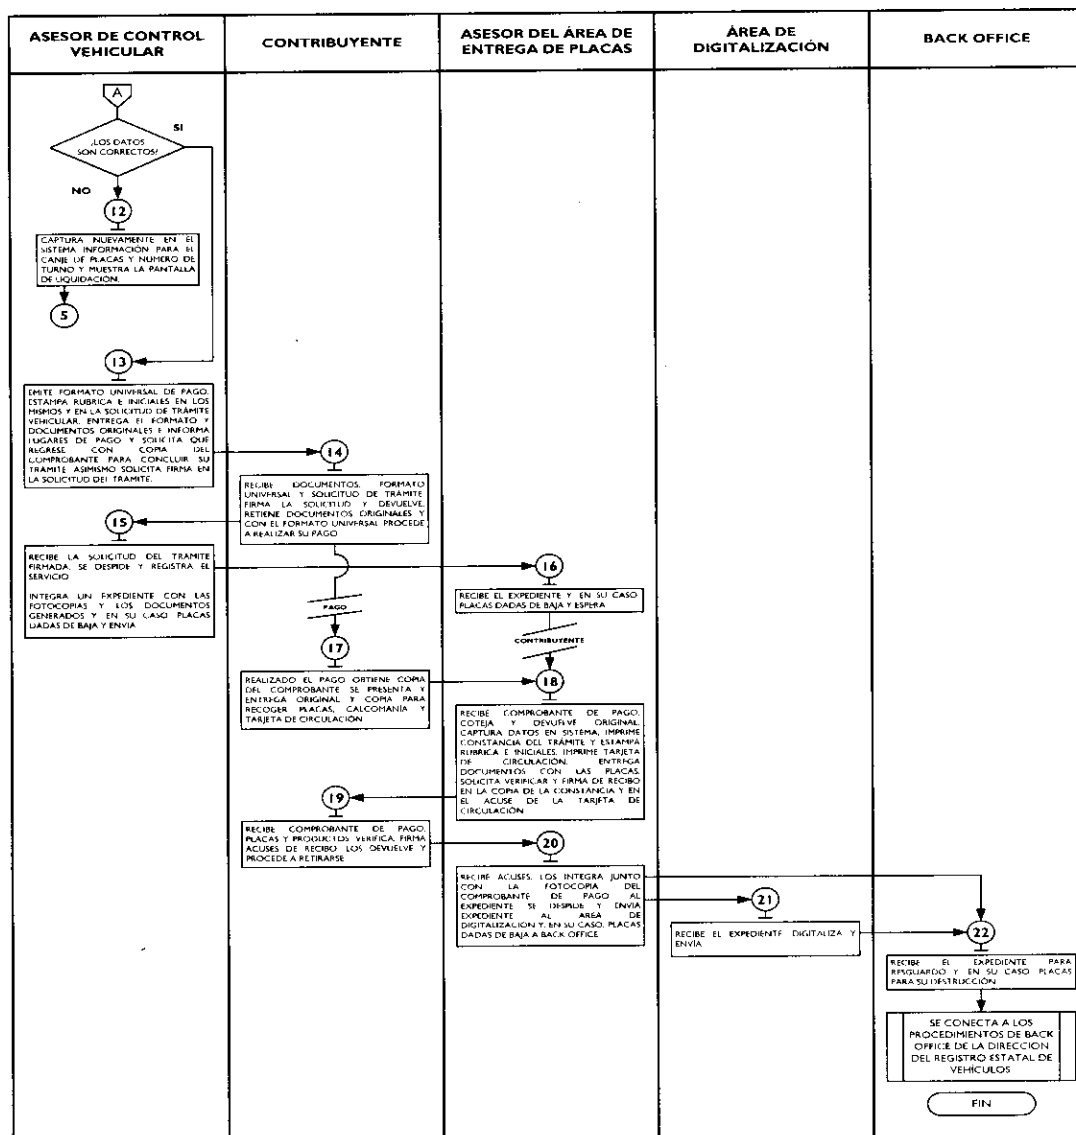 ASESOR DE CONTROL
VEHICULAR
CONTRIBUYENTE
ASESOR DEL ÁREA DE
ENTREGA DE PLACAS
ÁREA DE
DIGITALIZACIÓN
BACK OFFICE
A
¿LOS DATOS
SON CORRECTOS?
SI
NO
12
CAPTURA NUEVAMENTE EN EL
SISTEMA INFORMACIÓN PARA EL
CANJE DE PLACAS Y NUMERO DE
TURNO Y MUESTRA LA PANTALLA
DE LIQUIDACIÓN.
5
13
EMITE FORMATO UNIVERSAL DE PAGO,
ESTAMPA RUBRICA E INICIALES EN LOS
MISMOS Y EN LA SOLICITUD DE TRÁMITE
VEHICULAR. ENTREGA EL FORMATO Y
DOCUMENTOS ORIGINALES E INFORMA
LUGARES DE PAGO Y SOLICITA QUE
REGRESE CON COPIA DEL
COMPROBANTE PARA CONCLUIR SU
TRÁMITE ASIMISMO SOLICITA FIRMA EN
LA SOLICITUD DEL TRÁMITE.
14
RECIBE DOCUMENTOS, FORMATO
UNIVERSAL Y SOLICITUD DE TRÁMITE
FIRMA LA SOLICITUD Y DEVUELVE,
RETIENE DOCUMENTOS ORIGINALES Y
CON EL FORMATO UNIVERSAL PROCEDE
A REALIZAR SU PAGO
15
RECIBE LA SOLICITUD DEL TRAMITE
FIRMADA, SE DESPIDE Y REGISTRA EL
SERVICIO
INTEGRA UN EXPEDIENTE CON LAS
FOTOCOPIAS Y LOS DOCUMENTOS
GENERADOS Y EN SU CASO PLACAS
DADAS DE BAJA Y ENVIA
16
RECIBE EL EXPEDIENTE Y EN SU CASO
PLACAS DADAS DE BAJA Y ESPERA
PAGO
CONTRIBUYENTE
17
REALIZADO EL PAGO OBTIENE COPIA
DEL COMPROBANTE SE PRESENTA Y
ENTREGA ORIGINAL Y COPIA PARA
RECOGER PLACAS, CALCOMANÍA Y
TARJETA DE CIRCULACIÓN
18
RECIBE COMPROBANTE DE PAGO,
COTEJA Y DEVUELVE ORIGINAL,
CAPTURA DATOS EN SISTEMA, IMPRIME
CONSTANCIA DEL TRÁMITE Y ESTAMPA
RUBRICA E INICIALES, IMPRIME TARJETA
DE CIRCULACIÓN. ENTREGA
DOCUMENTOS CON LAS PLACAS,
SOLICITA VERIFICAR Y FIRMA DE RECIBO
EN LA COPIA DE LA CONSTANCIA Y EN
EL ACUSE DE LA TARJETA DE
CIRCULACIÓN
19
RECIBE COMPROBANTE DE PAGO,
PLACAS Y PRODUCTOS VERIFICA, FIRMA
ACUSES DE RECIBO LOS DEVUELVE Y
PROCEDE A RETIRARSE
20
RECIBE ACUSES, LOS INTEGRA JUNTO
CON LA FOTOCOPIA DEL
COMPROBANTE DE PAGO AL
EXPEDIENTE SE DESPIDE Y ENVIA
EXPEDIENTE AL AREA DE
DIGITALIZACION Y, EN SU CASO, PLACAS
DADAS DE BAJA A BACK OFFICE
21
RECIBE EL EXPEDIENTE DIGITALIZA Y
ENVÍA
22
RECIBE EL EXPEDIENTE PARA
RESGUARDO Y EN SU CASO PLACAS
PARA SU DESTRUCCIÓN
SE CONECTA A LOS
PROCEDIMIENTOS DE BACK
OFFICE DE LA DIRECCION
DEL REGISTRO ESTATAL DE
VEHÍCULOS
FIN